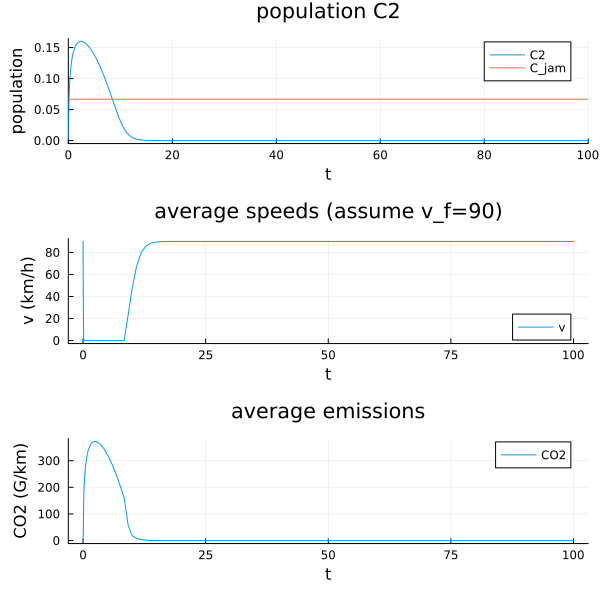 population C2
population
0.15
0.10
0.05
0.00
C2
C_jam
0 20 40 60 80 100
t
average speeds (assume v_f=90)
v (km/h)
80
60
40
20
0
v
0 25 50 75 100
t
average emissions
CO2 (G/km)
300
200
100
0
CO2
0 25 50 75 100
t